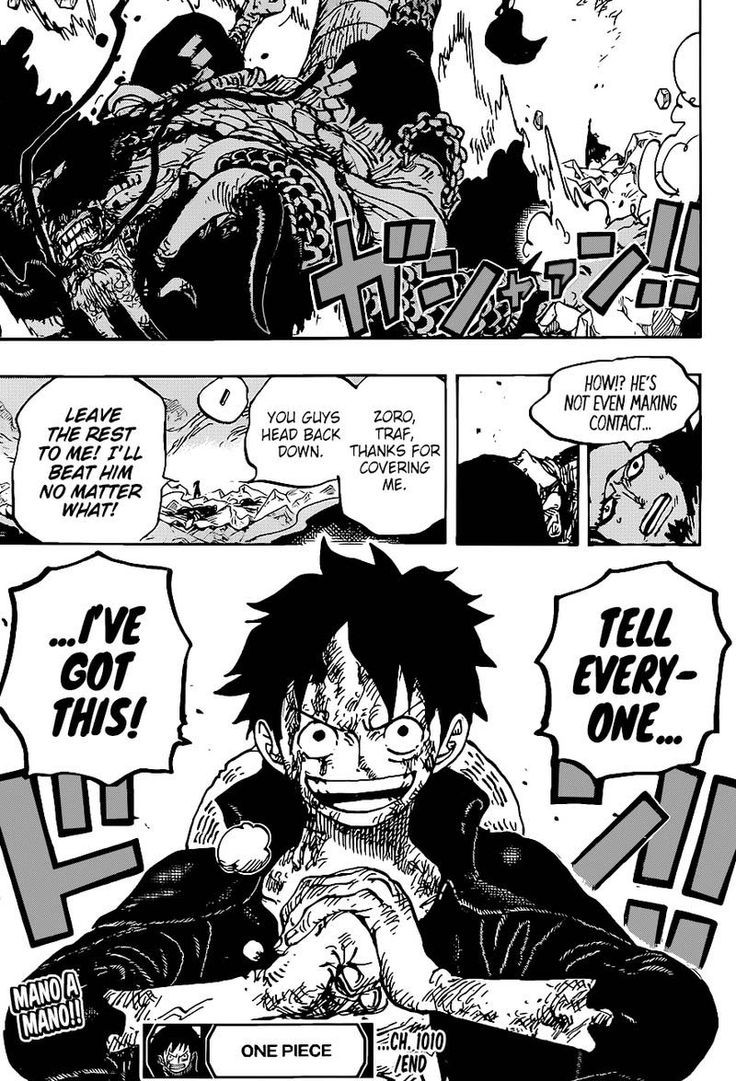 ガシャァン!!
HOW!? HE'S
NOT EVEN MAKING
CONTACT...
ZORO,
TRAF,
THANKS FOR
COVERING
ME.
YOU GUYS
HEAD BACK
DOWN.
LEAVE
THE REST
TO ME! I'LL
BEAT HIM
NO MATTER
WHAT!
TELL
EVERY-
ONE...
...I'VE
GOT
THIS!
ドン!!
MANO A
MANO!!
ONE PIECE
...CH. 1010
/END